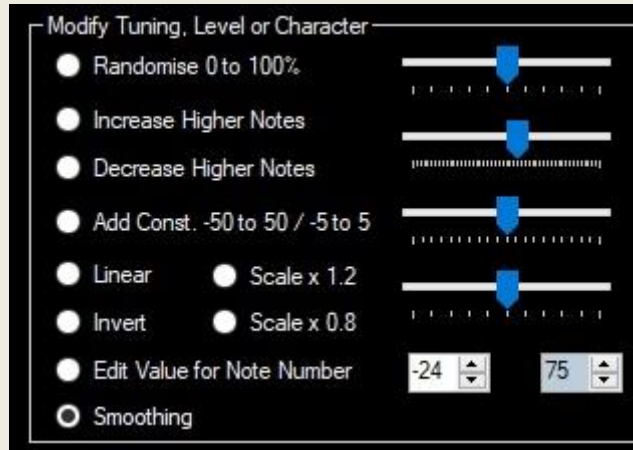 Modify Tuning, Level or Character
Randomise 0 to 100%
Increase Higher Notes
Decrease Higher Notes
Add Const. -50 to 50 / -5 to 5
Linear Scale x 1.2
Invert Scale x 0.8
Edit Value for Note Number -24 75
Smoothing